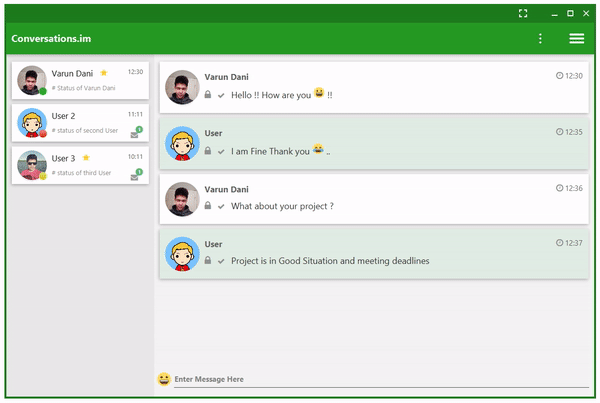 Conversations.im
Varun Dani 12:30
# Status of Varun Dani
User 2 11:11
# status of second User 1
User 3 10:11
# status of third User 1
Varun Dani 12:30
Hello !! How are you 😀 !!
User 12:35
I am Fine Thank you 😂 ..
Varun Dani 12:36
What about your project ?
User 12:37
Project is in Good Situation and meeting deadlines
Enter Message Here